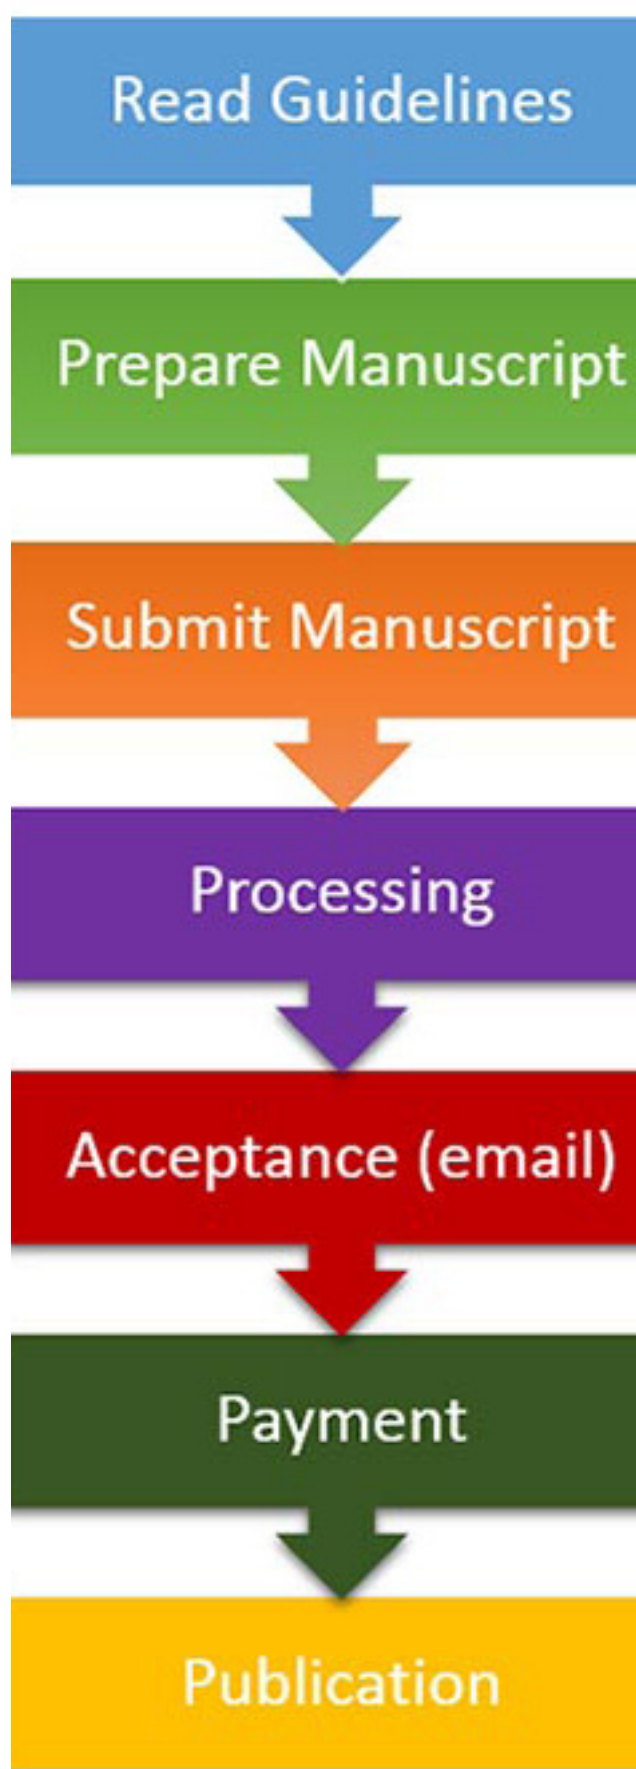 Read Guidelines
Prepare Manuscript
Submit Manuscript
Processing
Acceptance (email)
Payment
Publication